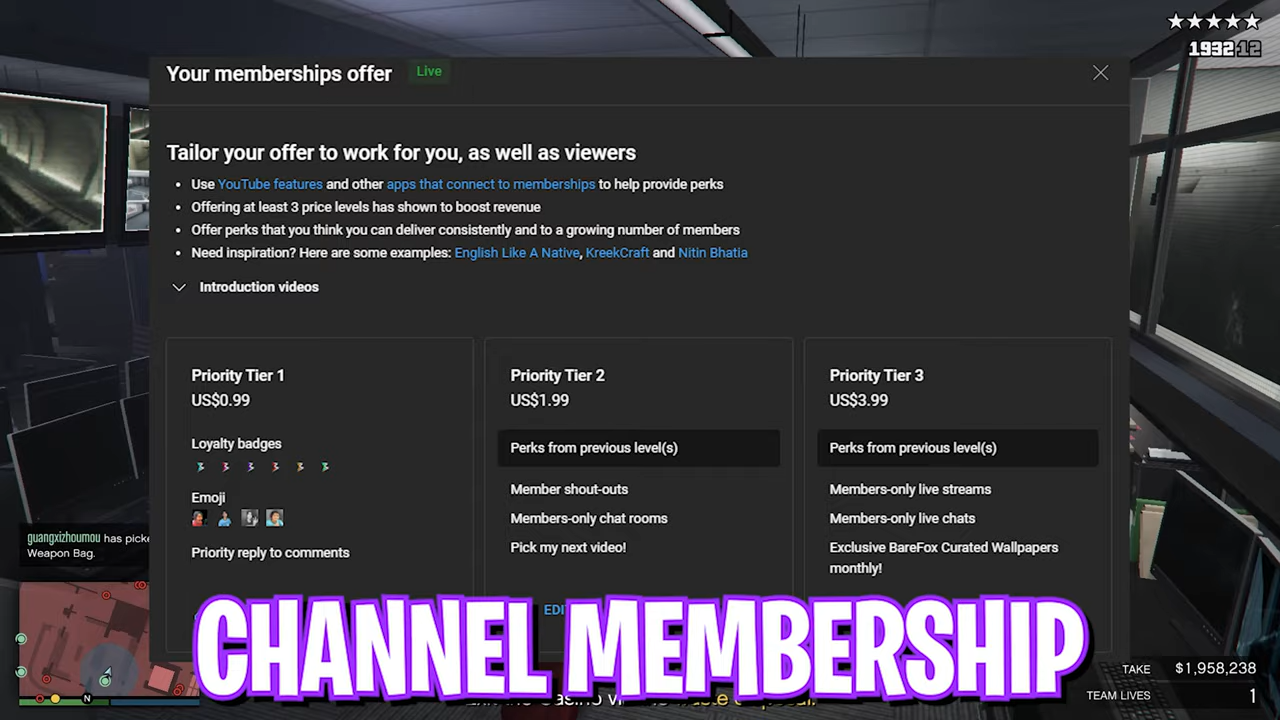 ★★★★★
1932 12
Your memberships offer Live
Tailor your offer to work for you, as well as viewers
• Use YouTube features and other apps that connect to memberships to help provide perks
• Offering at least 3 price levels has shown to boost revenue
• Offer perks that you think you can deliver consistently and to a growing number of members
• Need inspiration? Here are some examples: English Like A Native, KreekCraft and Nitin Bhatia
Introduction videos
Priority Tier 1
US$0.99
Loyalty badges
Emoji
Priority reply to comments
Priority Tier 2
US$1.99
Perks from previous level(s)
Member shout-outs
Members-only chat rooms
Pick my next video!
Priority Tier 3
US$3.99
Perks from previous level(s)
Members-only live streams
Members-only live chats
Exclusive BareFox Curated Wallpapers
monthly!
guangxizhoumou has picke
Weapon Bag.
EDI
CHANNEL MEMBERSHIP
N
TAKE $1,958,238
TEAM LIVES 1